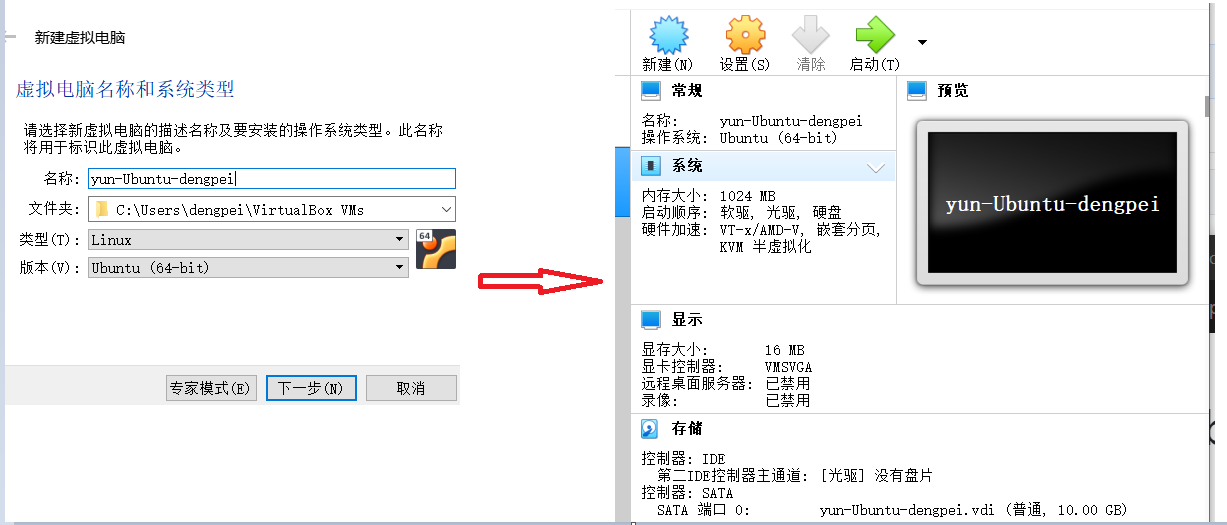 新建虚拟电脑
虚拟电脑名称和系统类型
请选择新虚拟电脑的描述名称及要安装的操作系统类型。此名称
将用于标识此虚拟电脑。
名称: yun-Ubuntu-dengpei
文件夹: C:\Users\dengpei\VirtualBox VMs
类型(T): Linux
64
版本(V): Ubuntu (64-bit)
专家模式(E) 下一步(N) 取消
新建(N) 设置(S) 清除 启动(T)
常规
名称: yun-Ubuntu-dengpei
操作系统: Ubuntu (64-bit)
系统
内存大小: 1024 MB
启动顺序: 软驱, 光驱, 硬盘
硬件加速: VT-x/AMD-V, 嵌套分页,
KVM 半虚拟化
预览
yun-Ubuntu-dengpei
显示
显存大小: 16 MB
显卡控制器: VMSVGA
远程桌面服务器: 已禁用
录像: 已禁用
存储
控制器: IDE
第二IDE控制器主通道: [光驱] 没有盘片
控制器: SATA
SATA 端口 0: yun-Ubuntu-dengpei.vdi (普通, 10.00 GB)